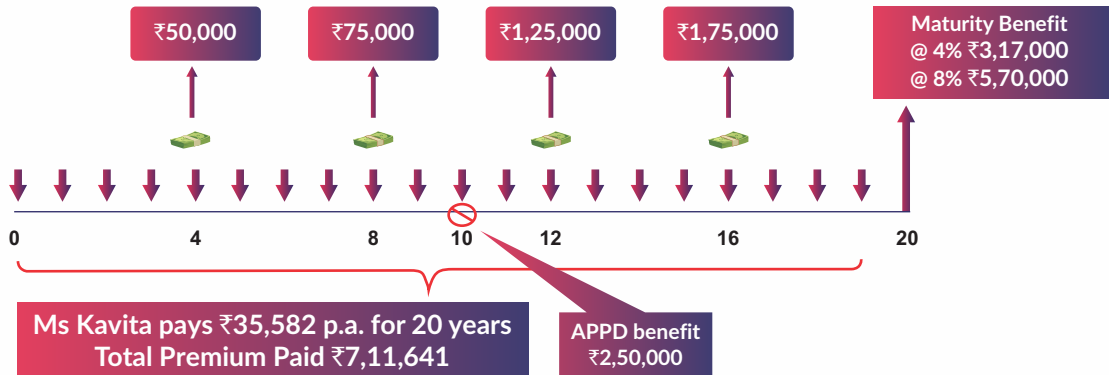 ₹50,000
₹75,000
₹1,25,000
₹1,75,000
Maturity Benefit
@ 4% ₹3,17,000
@ 8% ₹5,70,000
0
4
8
10
12
16
20
Ms Kavita pays ₹35,582 p.a. for 20 years
Total Premium Paid ₹7,11,641
APPD benefit
₹2,50,000